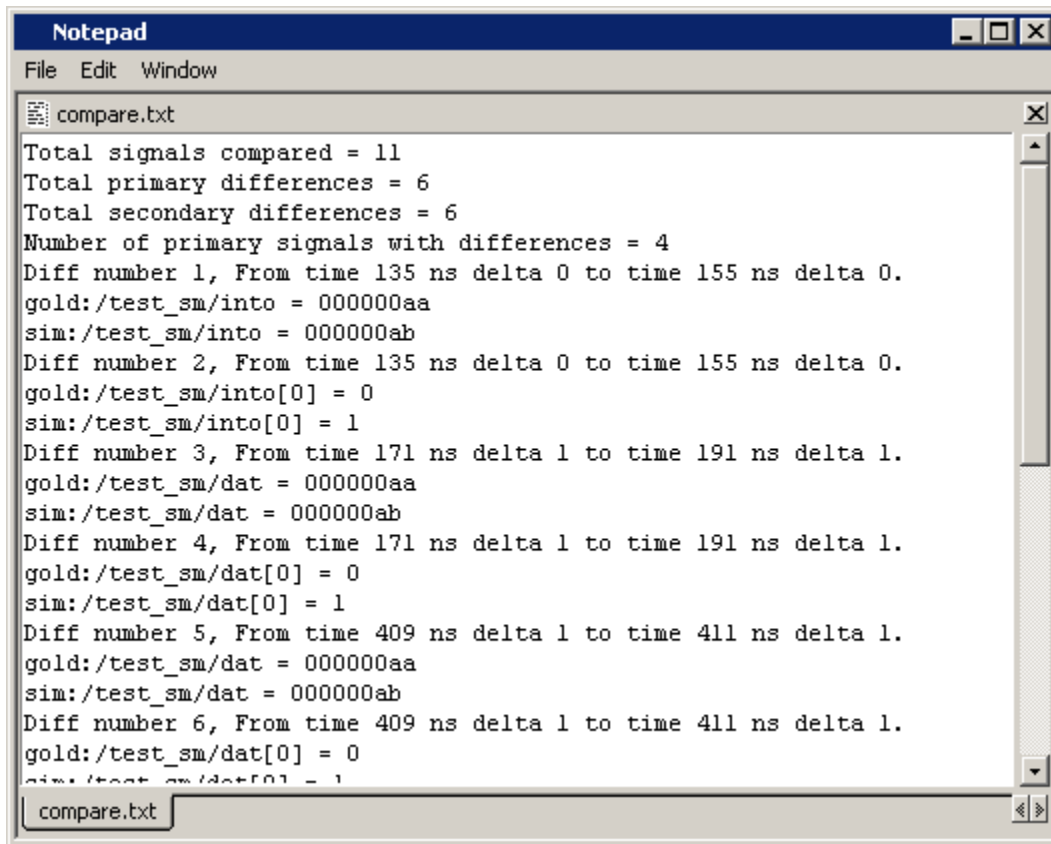 Notepad
File Edit Window
compare.txt
Total signals compared = 11
Total primary differences = 6
Total secondary differences = 6
Number of primary signals with differences = 4
Diff number 1, From time 135 ns delta 0 to time 155 ns delta 0.
gold:/test_sm/into = 000000aa
sim:/test_sm/into = 000000ab
Diff number 2, From time 135 ns delta 0 to time 155 ns delta 0.
gold:/test_sm/into[0] = 0
sim:/test_sm/into[0] = 1
Diff number 3, From time 171 ns delta 1 to time 191 ns delta 1.
gold:/test_sm/dat = 000000aa
sim:/test_sm/dat = 000000ab
Diff number 4, From time 171 ns delta 1 to time 191 ns delta 1.
gold:/test_sm/dat[0] = 0
sim:/test_sm/dat[0] = 1
Diff number 5, From time 409 ns delta 1 to time 411 ns delta 1.
gold:/test_sm/dat = 000000aa
sim:/test_sm/dat = 000000ab
Diff number 6, From time 409 ns delta 1 to time 411 ns delta 1.
gold:/test_sm/dat[0] = 0
sim:/test_sm/dat[0] = 1
compare.txt